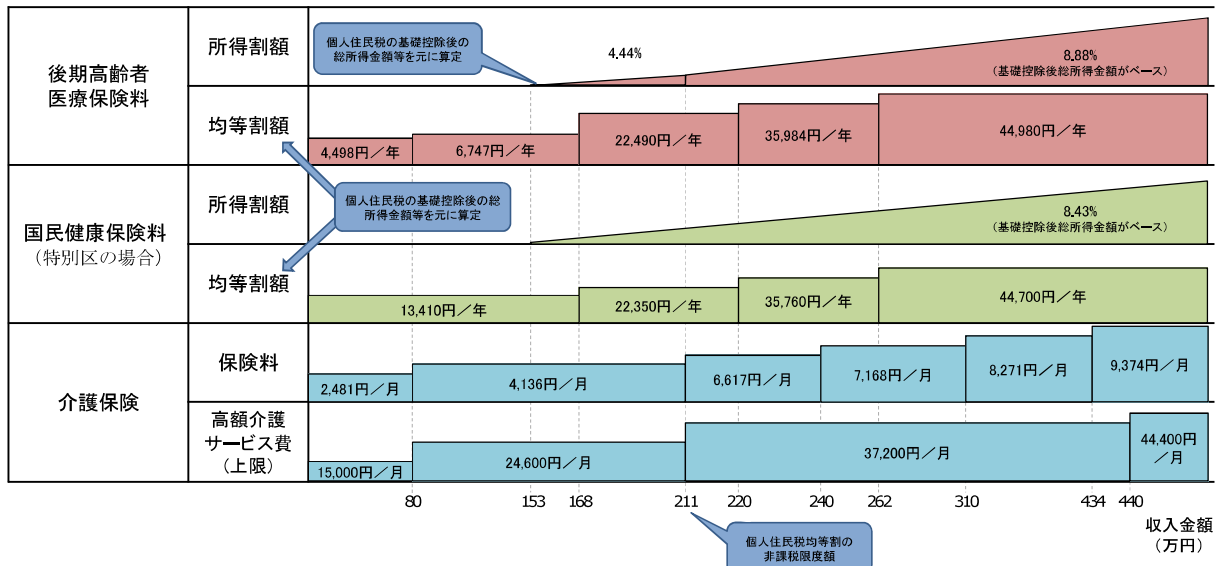 後期高齢者
医療保険料
所得割額
個人住民税の基礎控除後の
総所得金額等を元に算定
4.44%
8.88%
(基礎控除後総所得金額がベース)
均等割額
4,498円／年
6,747円／年
22,490円／年
35,984円／年
44,980円／年
国民健康保険料
(特別区の場合)
所得割額
個人住民税の基礎控除後の総
所得金額等を元に算定
8.43%
(基礎控除後総所得金額がベース)
均等割額
13,410円／年
22,350円／年
35,760円／年
44,700円／年
介護保険
保険料
2,481円／月
4,136円／月
6,617円／月
7,168円／月
8,271円／月
9,374円／月
高額介護
サービス費
(上限)
15,000円／月
24,600円／月
37,200円／月
44,400円
／月
80
153
168
211
220
240
262
310
434
440
収入金額
(万円)
個人住民税均等割の
非課税限度額